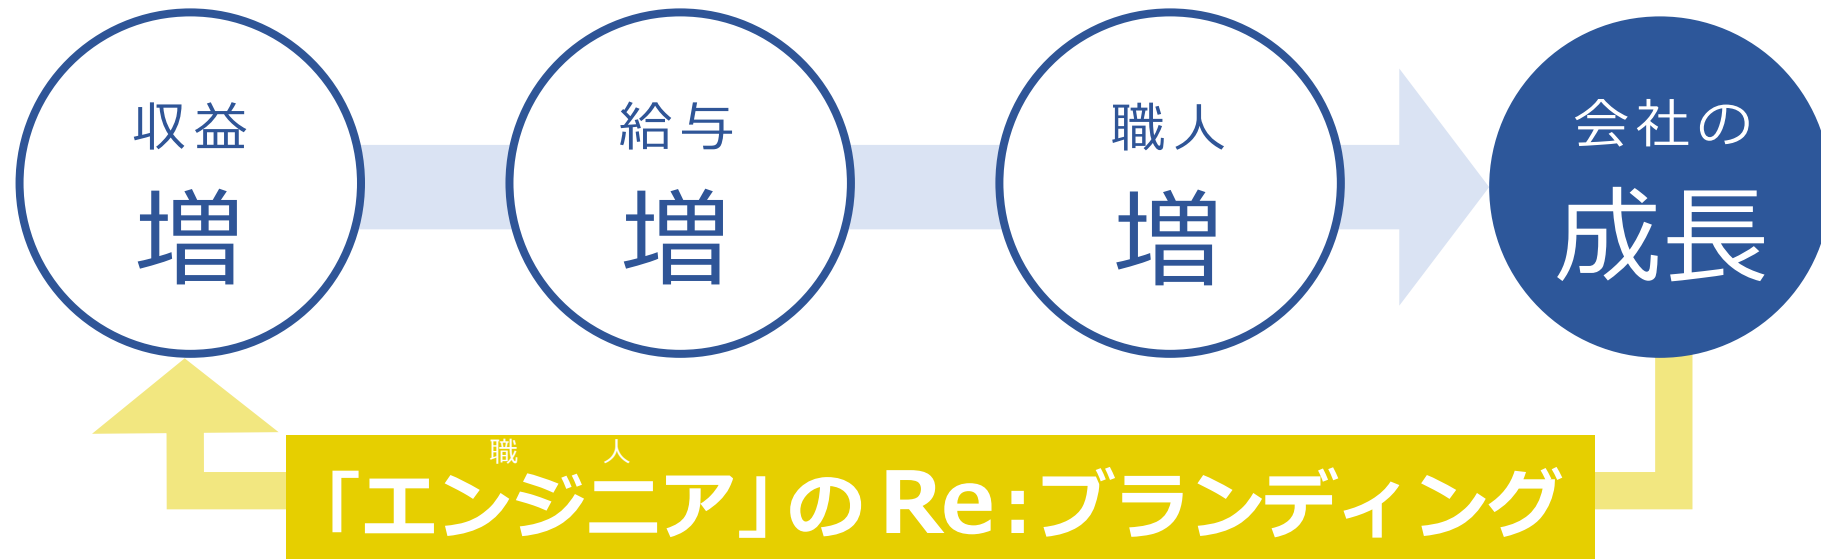 収益
増
給与
増
職人
増
会社の
成長
職人
「エンジニア」のRe:ブランディング